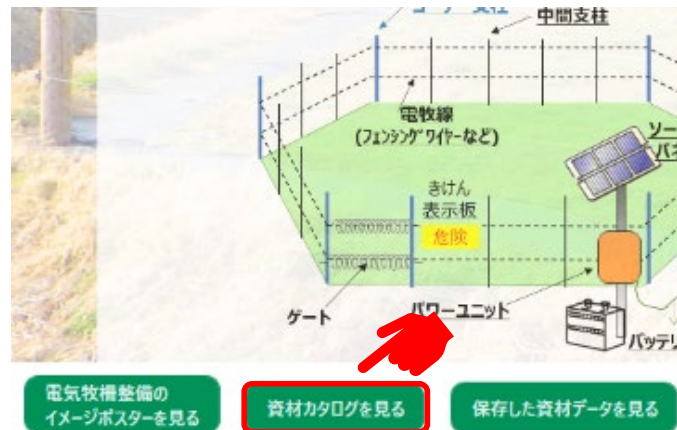 中間支柱
電牧線
(フェンシングワイヤーなど)
ソー
パネ
きけん
表示板
危険
ゲート
パワーユニット
バッテリ
電気牧柵整備の
イメージポスターを見る
資材カタログを見る
保存した資材データを見る